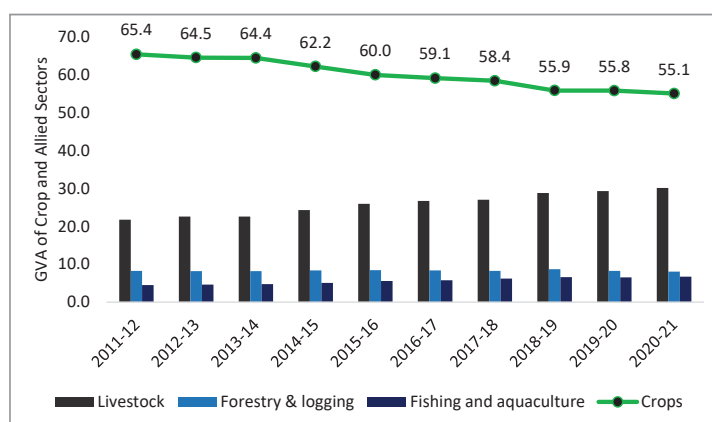 65.4 64.5 64.4 62.2 60.0 59.1 58.4 55.9 55.8 55.1
70.0
60.0
50.0
40.0
30.0
20.0
10.0
0.0
GVA of Crop and Allied Sectors
2011-12 2012-13 2013-14 2014-15 2015-16 2016-17 2017-18 2018-19 2019-20 2020-21
Livestock Forestry & logging Fishing and aquaculture Crops